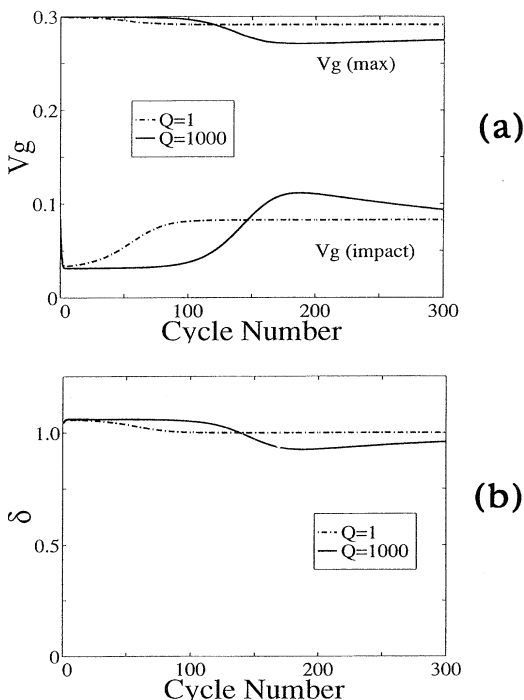 0.3
Vg (max)
0.2
Q=1
Q=1000
(a)
Vg
0.1
Vg (impact)
0
0
100
200
300
Cycle Number
1.0
(b)
δ
Q=1
Q=1000
0.5
0
0
100
200
300
Cycle Number